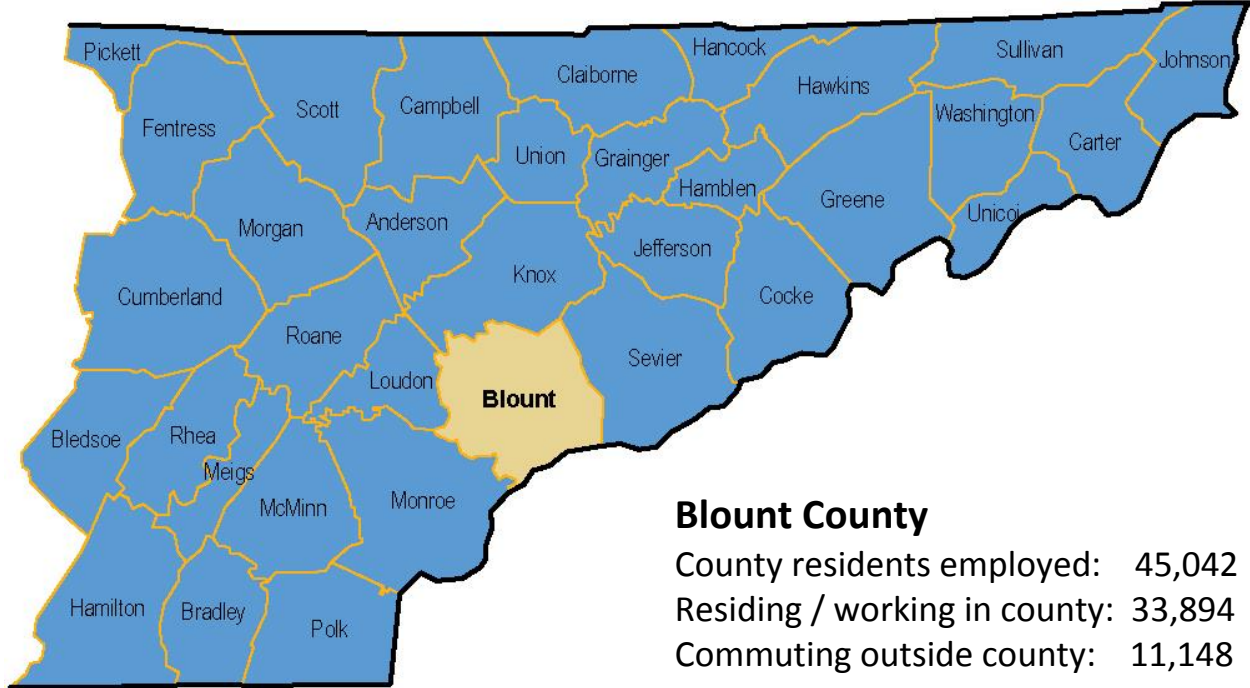 Pickett
Hancock
Sullivan
Johnson
Claiborne
Hawkins
Scott
Campbell
Washington
Fentress
Carter
Union
Grainger
Hamblen
Greene
Unicoi
Anderson
Morgan
Jefferson
Knox
Cumberland
Cocke
Roane
Sevier
Loudon
Blount
Bledsoe
Rhea
Meigs
McMinn
Monroe
Hamilton
Bradley
Polk
Blount County
County residents employed: 45,042
Residing / working in county: 33,894
Commuting outside county: 11,148